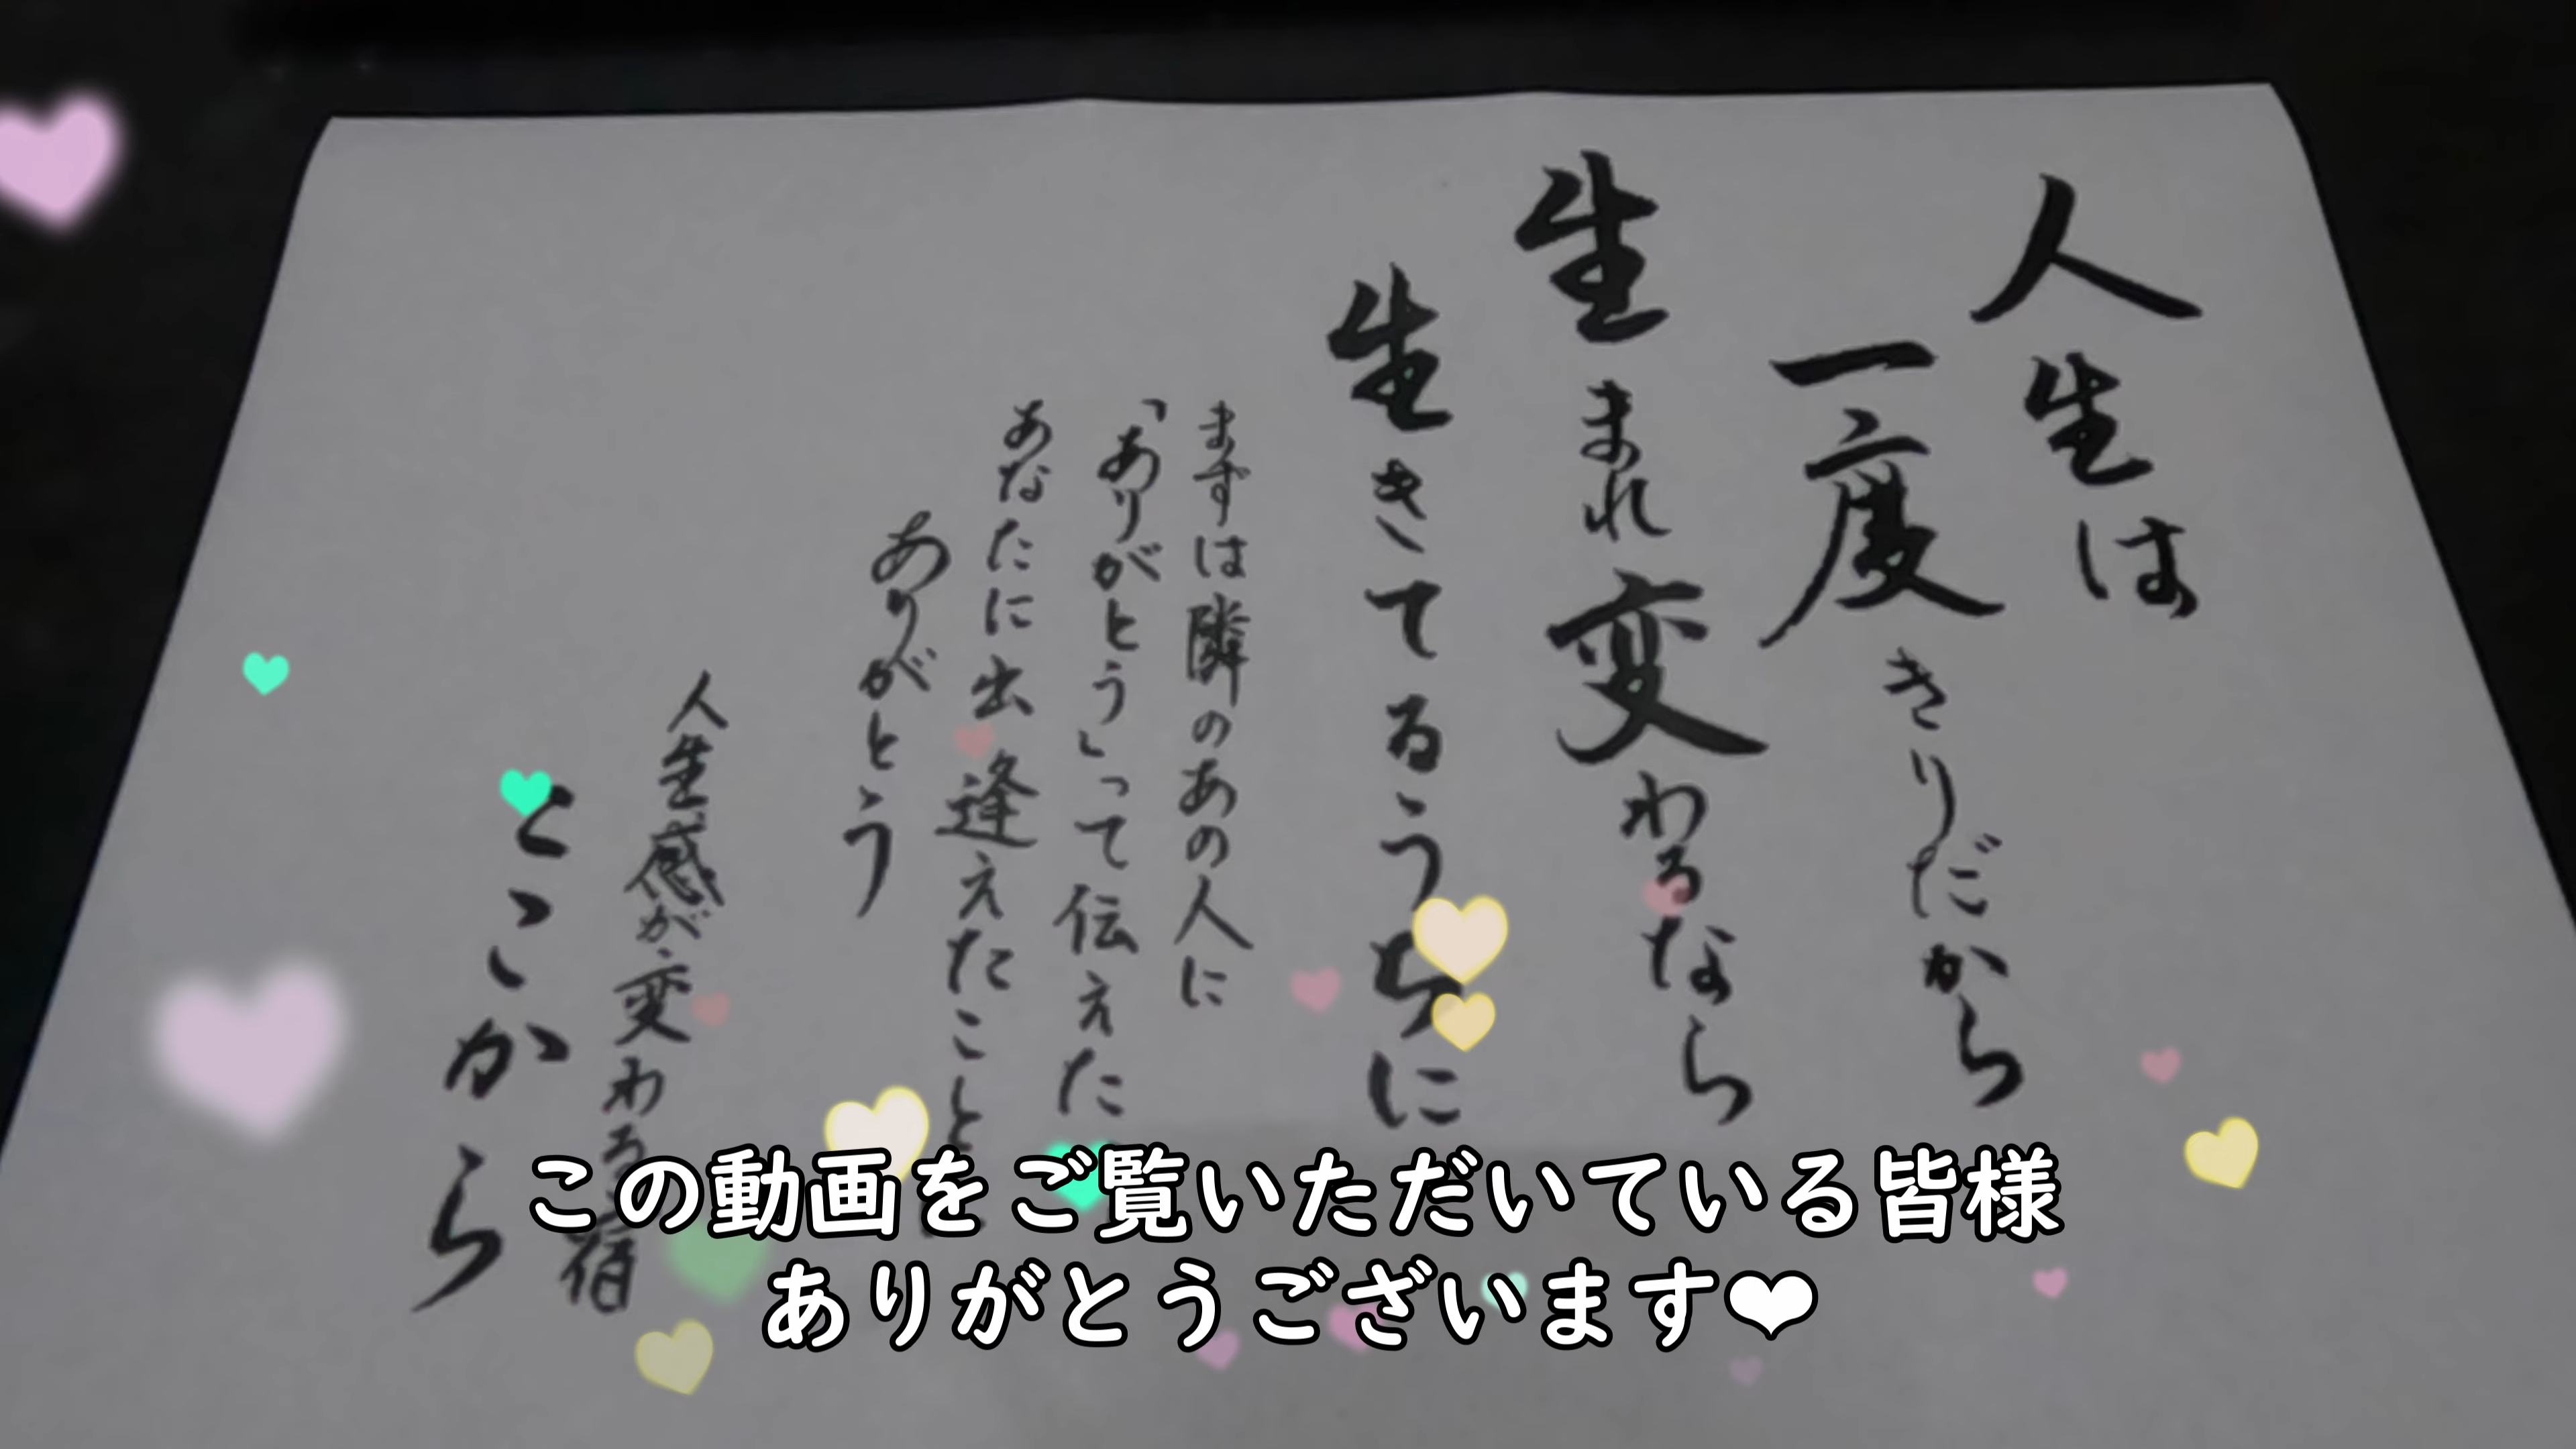 人生は
一度きりだから
生まれ変わるなら
生きてるうちに
まずは隣のあの人に
「ありがとう」って伝えた
あなたに出逢えたこと
ありがとう
人生感が変わる宿
ここから
この動画をご覧いただいている皆様
ありがとうございます❤